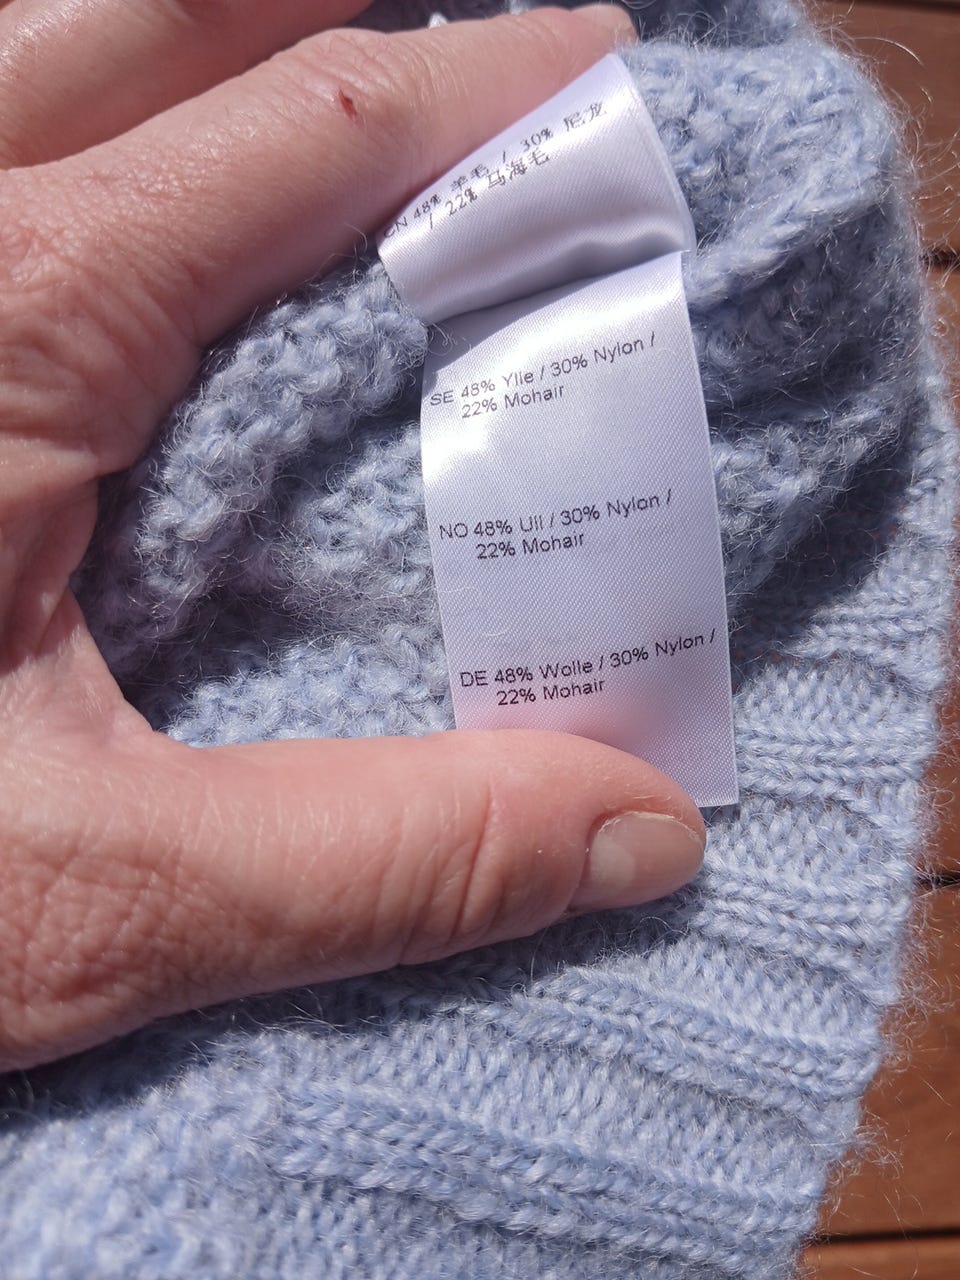 CN 48% 羊毛 / 30% 尼龙
/ 22% 马海毛
SE 48% Ylle / 30% Nylon /
22% Mohair
NO 48% Ull / 30% Nylon /
22% Mohair
DE 48% Wolle / 30% Nylon /
22% Mohair